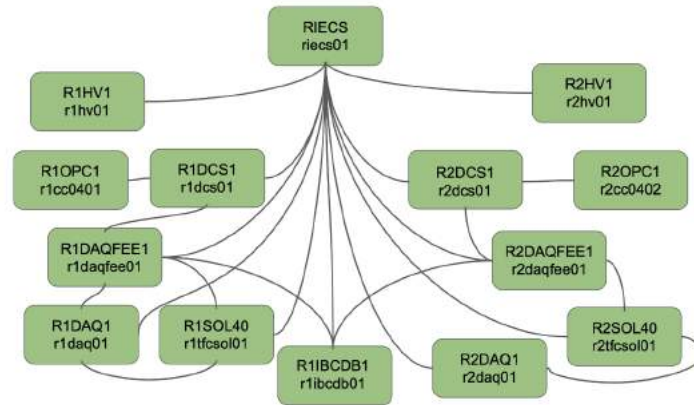 RIECS
riecs01
R1HV1
r1hv01
R2HV1
r2hv01
R1OPC1
r1cc0401
R1DCS1
r1dcs01
R2DCS1
r2dcs01
R2OPC1
r2cc0402
R1DAQFEE1
r1daqfee01
R2DAQFEE1
r2daqfee01
R1DAQ1
r1daq01
R1SOL40
r1tfcsol01
R1IBCDB1
r1ibcdb01
R2DAQ1
r2daq01
R2SOL40
r2tfcsol01